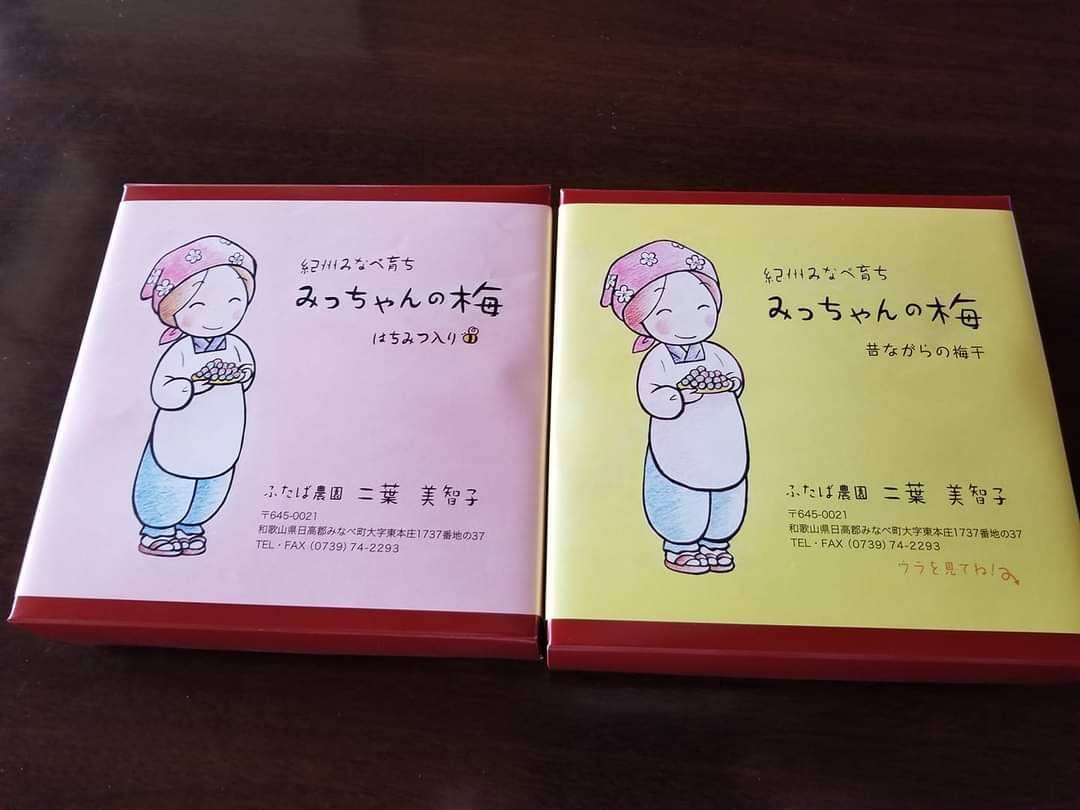 紀州みなべ育ち
みっちゃんの梅
はちみつ入り
ふたば農園 二葉 美智子
〒645-0021
和歌山県日高郡みなべ町大字東本庄1737番地の37
TEL・FAX (0739) 74-2293
紀州みなべ育ち
みっちゃんの梅
昔ながらの梅干
ふたば農園 二葉 美智子
〒645-0021
和歌山県日高郡みなべ町大字東本庄1737番地の37
TEL・FAX (0739) 74-2293
ウラを見てね!